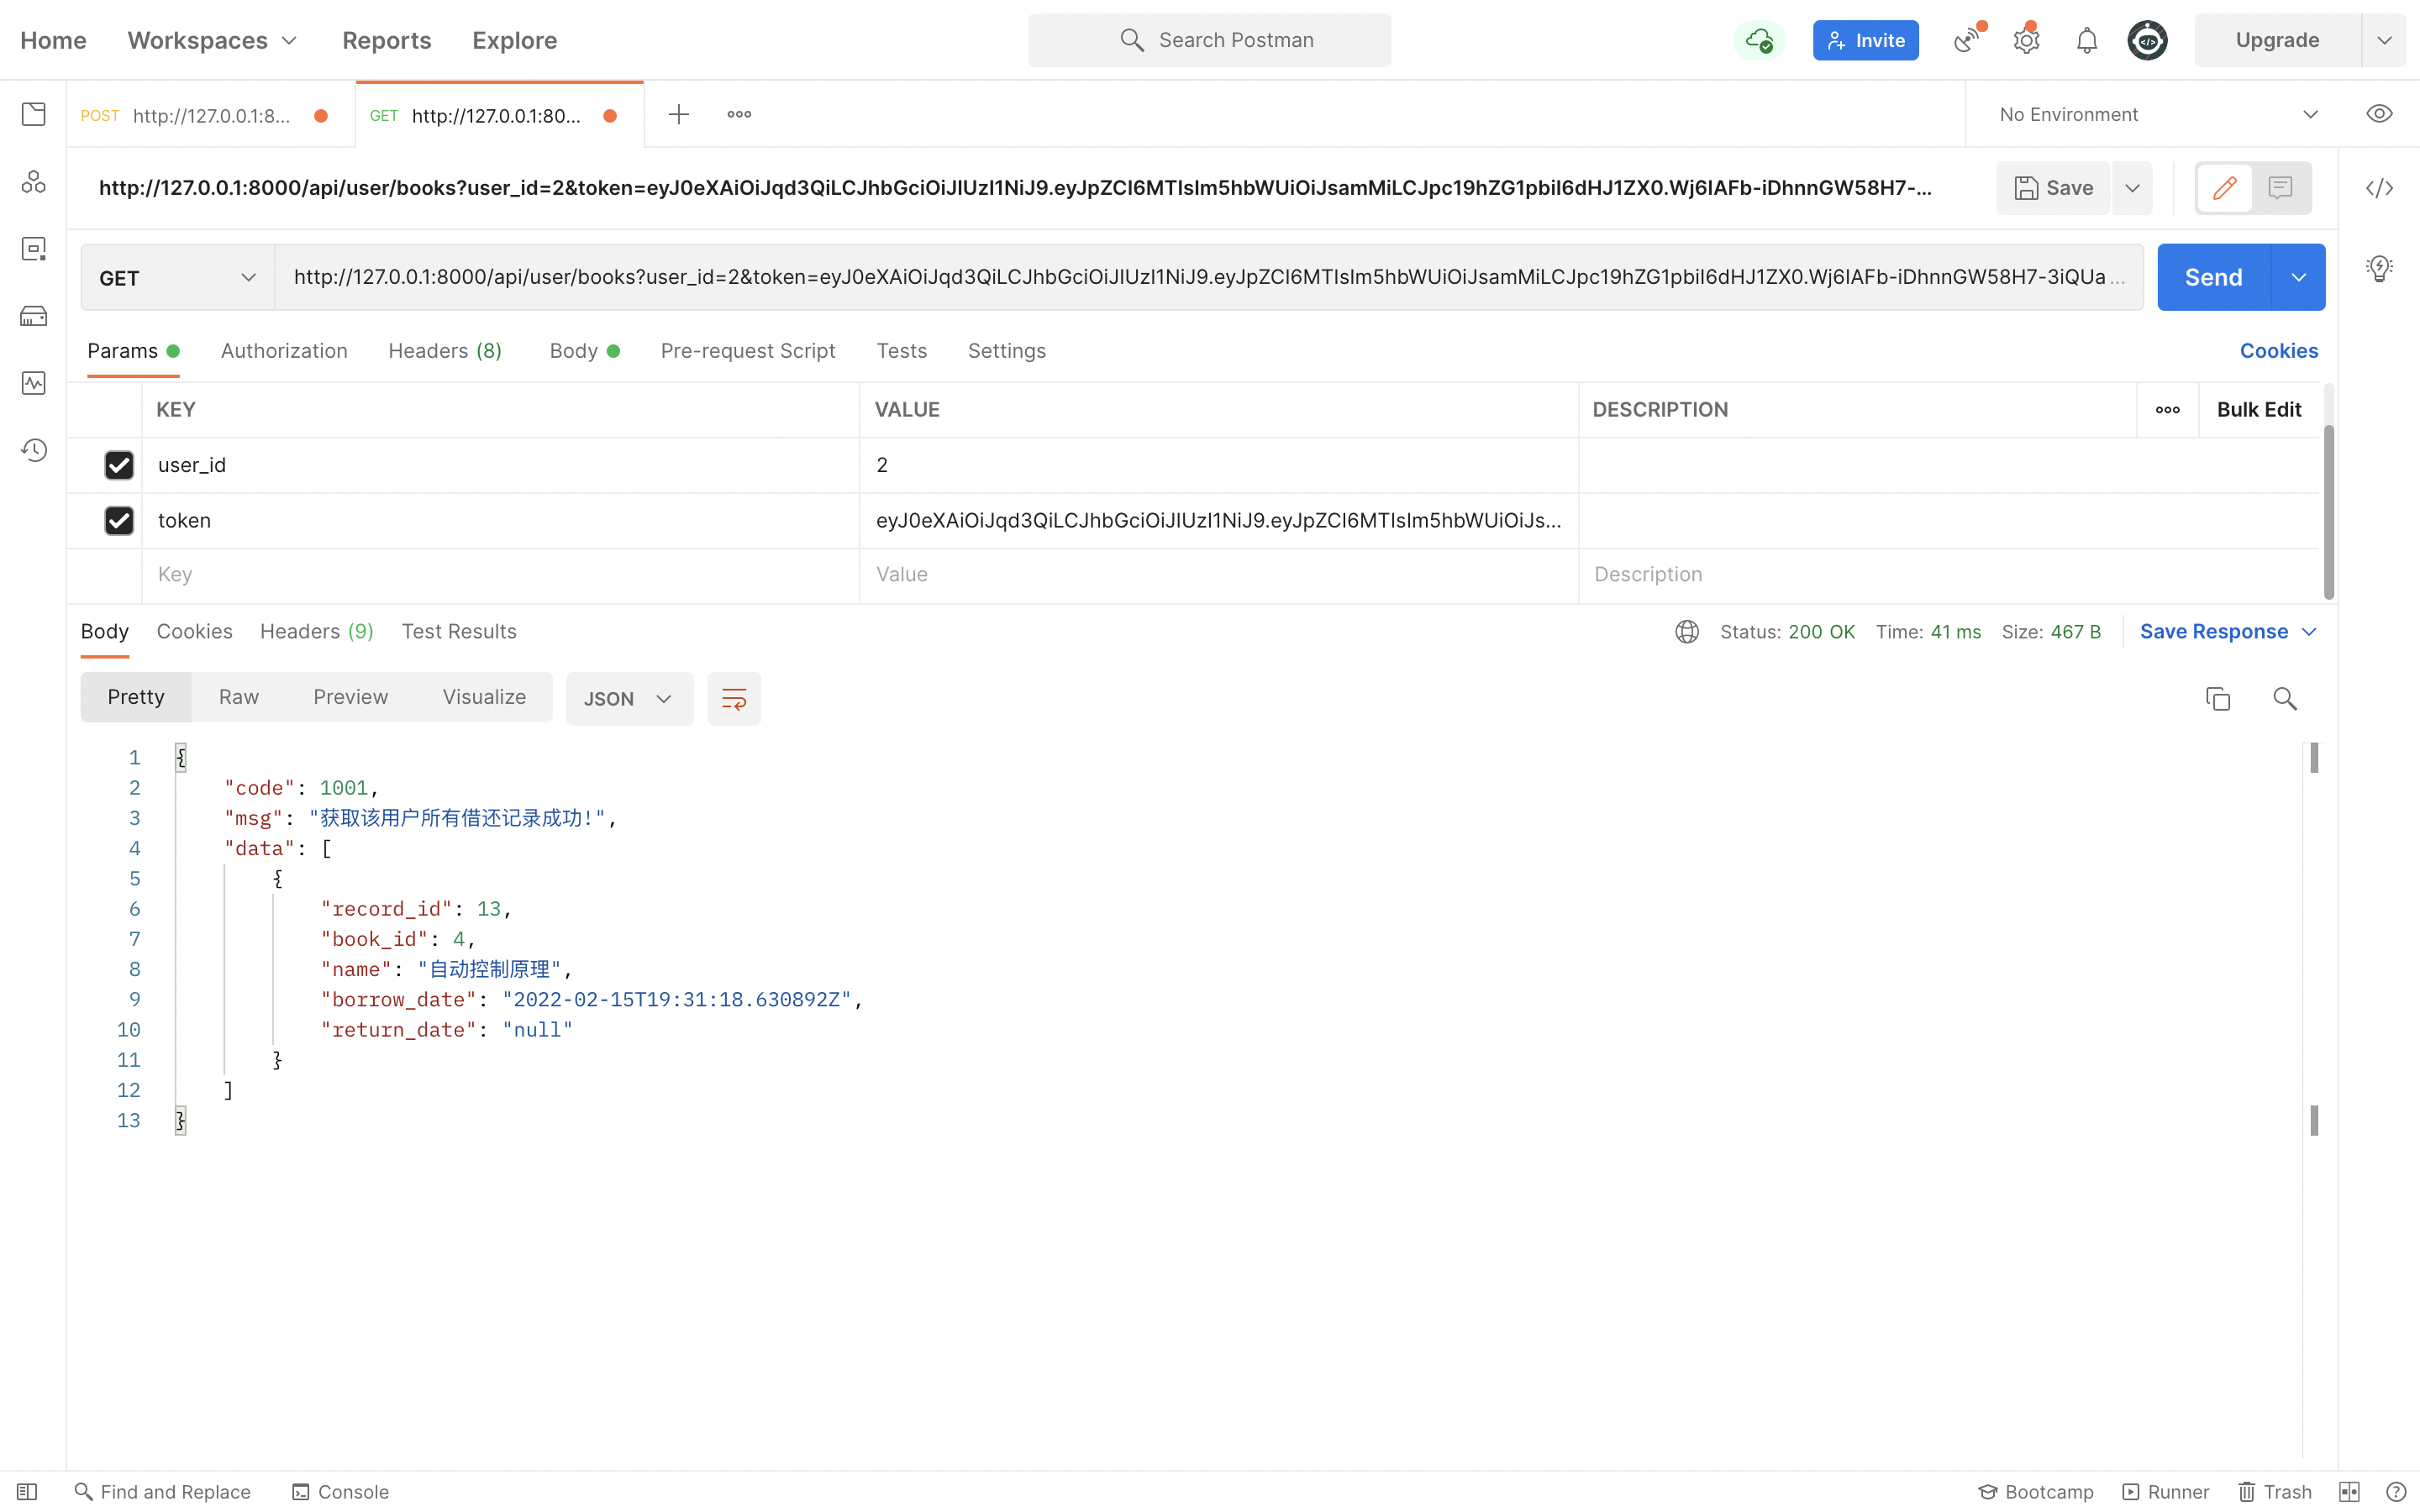 Home Workspaces Reports Explore Search Postman Invite Upgrade
POST http://127.0.0.1:8... GET http://127.0.0.1:80... No Environment
http://127.0.0.1:8000/api/user/books?user_id=2&token=eyJ0eXAiOiJqd3QiLCJhbGciOiJIUzI1NiJ9.eyJpZCI6MTIsIm5hbWUiOiJsamMiLCJpc19hZG1pbiI6dHJ1ZX0.Wj6IAFb-iDhnnGW58H7-... Save
GET http://127.0.0.1:8000/api/user/books?user_id=2&token=eyJ0eXAiOiJqd3QiLCJhbGciOiJIUzI1NiJ9.eyJpZCI6MTIsIm5hbWUiOiJsamMiLCJpc19hZG1pbiI6dHJ1ZX0.Wj6IAFb-iDhnnGW58H7-3iQUa ... Send
Params Authorization Headers (8) Body Pre-request Script Tests Settings Cookies
KEY VALUE DESCRIPTION Bulk Edit
user_id 2
token eyJ0eXAiOiJqd3QiLCJhbGciOiJIUzI1NiJ9.eyJpZCI6MTIsIm5hbWUiOiJs...
Key Value Description
Body Cookies Headers (9) Test Results Status: 200 OK Time: 41 ms Size: 467 B Save Response
Pretty Raw Preview Visualize JSON
1 {
2 "code": 1001,
3 "msg": "获取该用户所有借还记录成功!",
4 "data": [
5 {
6 "record_id": 13,
7 "book_id": 4,
8 "name": "自动控制原理",
9 "borrow_date": "2022-02-15T19:31:18.630892Z",
10 "return_date": "null"
11 }
12 ]
13 }
Find and Replace Console Bootcamp Runner Trash